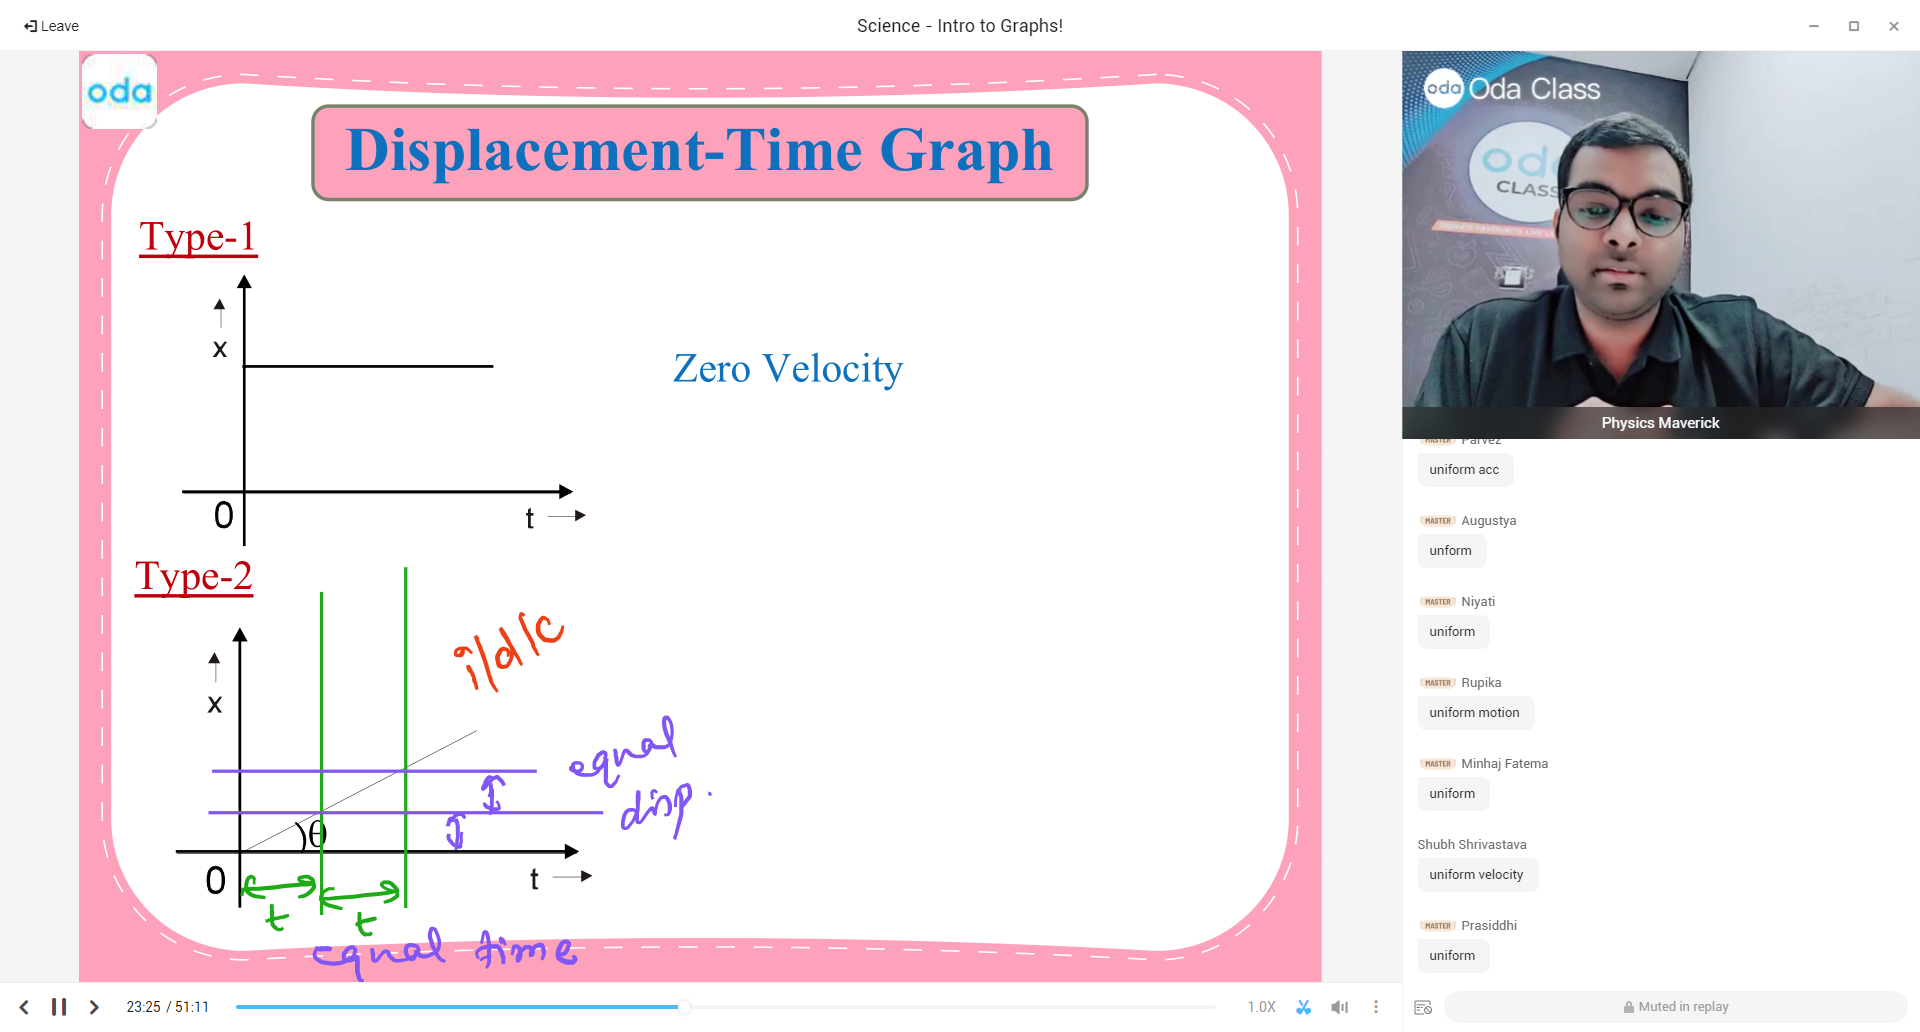 Leave
Science - Intro to Graphs!
oda
Displacement-Time Graph
Type-1
x
Zero Velocity
0
t
Type-2
i/d/c
x
equal
disp.
θ
0
t
t
t
equal time
23:25 / 51:11
1.0X
oda Oda Class
oda
CLASS
Physics Maverick
MASTER Parvez
uniform acc
MASTER Augustya
unform
MASTER Niyati
uniform
MASTER Rupika
uniform motion
MASTER Minhaj Fatema
uniform
Shubh Shrivastava
uniform velocity
MASTER Prasiddhi
uniform
Muted in replay